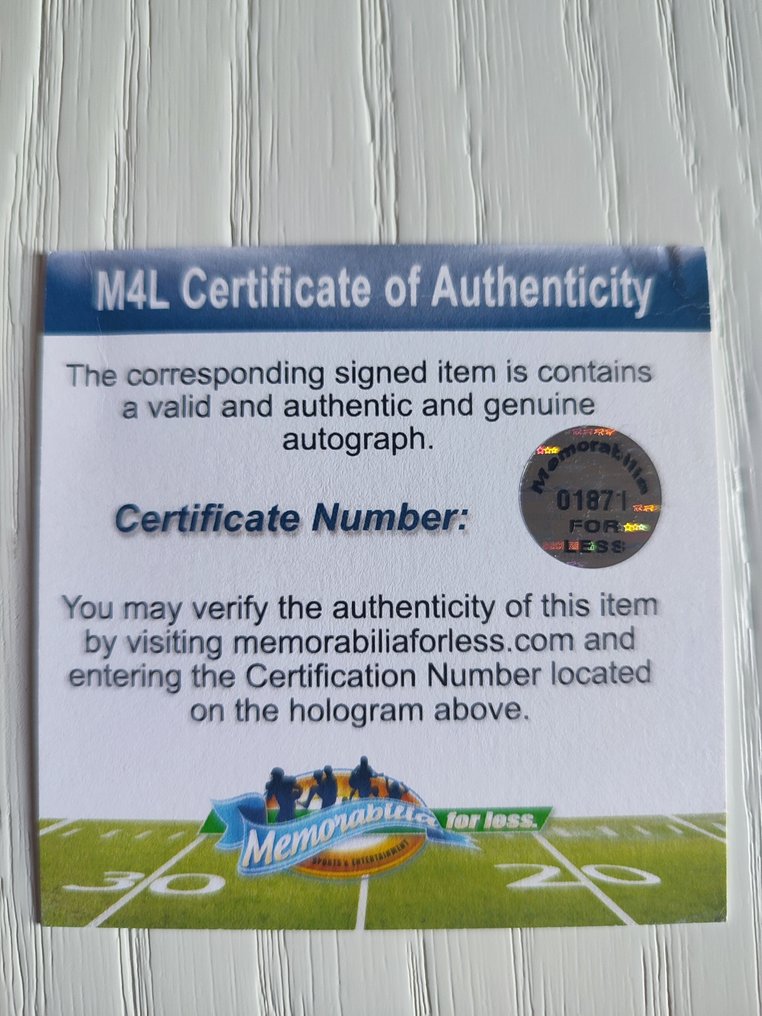 M4L Certificate of Authenticity
The corresponding signed item is contains
a valid and authentic and genuine
autograph.
Memorabilia
01871
FOR
LESS
Certificate Number:
You may verify the authenticity of this item
by visiting memorabiliaforless.com and
entering the Certification Number located
on the hologram above.
Memorabilia for less.
SPORTS & ENTERTAINMENT
30 20